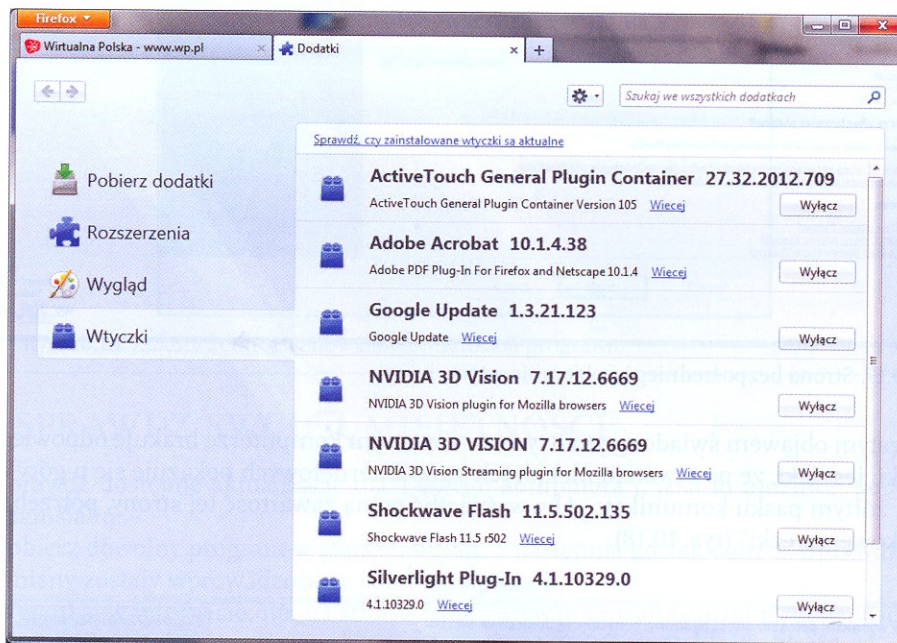 Firefox
Wirtualna Polska - www.wp.pl
Dodatki
Szukaj we wszystkich dodatkach
Sprawdź, czy zainstalowane wtyczki są aktualne
Pobierz dodatki
Rozszerzenia
Wygląd
Wtyczki
ActiveTouch General Plugin Container 27.32.2012.709
ActiveTouch General Plugin Container Version 105 Więcej
Wyłącz
Adobe Acrobat 10.1.4.38
Adobe PDF Plug-In For Firefox and Netscape 10.1.4 Więcej
Wyłącz
Google Update 1.3.21.123
Google Update Więcej
Wyłącz
NVIDIA 3D Vision 7.17.12.6669
NVIDIA 3D Vision plugin for Mozilla browsers Więcej
Wyłącz
NVIDIA 3D VISION 7.17.12.6669
NVIDIA 3D Vision Streaming plugin for Mozilla browsers Więcej
Wyłącz
Shockwave Flash 11.5.502.135
Shockwave Flash 11.5 r502 Więcej
Wyłącz
Silverlight Plug-In 4.1.10329.0
4.1.10329.0 Więcej
Wyłącz